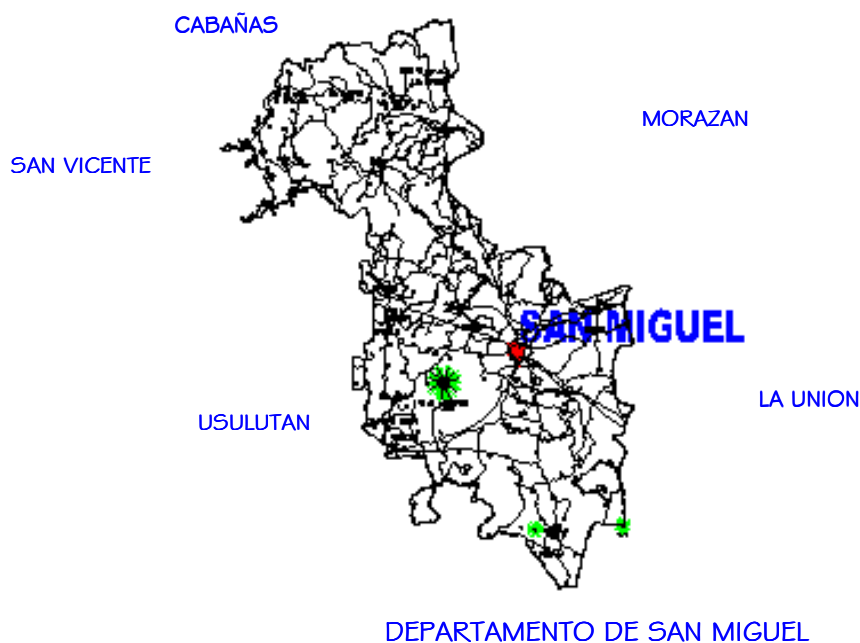 CABAÑAS
MORAZAN
SAN VICENTE
SAN MIGUEL
LA UNION
USULUTAN
DEPARTAMENTO DE SAN MIGUEL